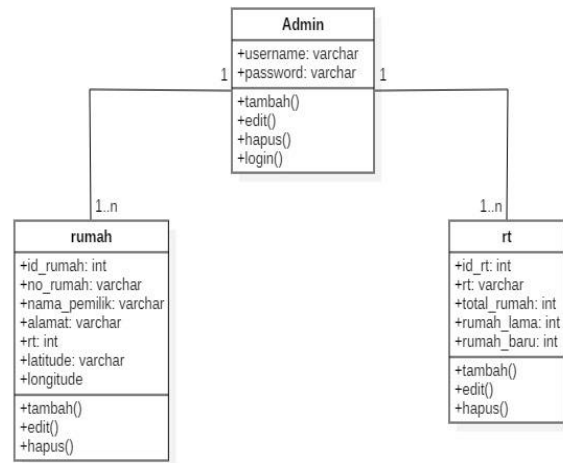 Admin
+username: varchar
+password: varchar
1
1
+tambah()
+edit()
+hapus()
+login()
1..n
1..n
rumah
+id_rumah: int
+no_rumah: varchar
+nama_pemilik: varchar
+alamat: varchar
+rt: int
+latitude: varchar
+longitude
+tambah()
+edit()
+hapus()
rt
+id_rt: int
+rt: varchar
+total_rumah: int
+rumah_lama: int
+rumah_baru: int
+tambah()
+edit()
+hapus()